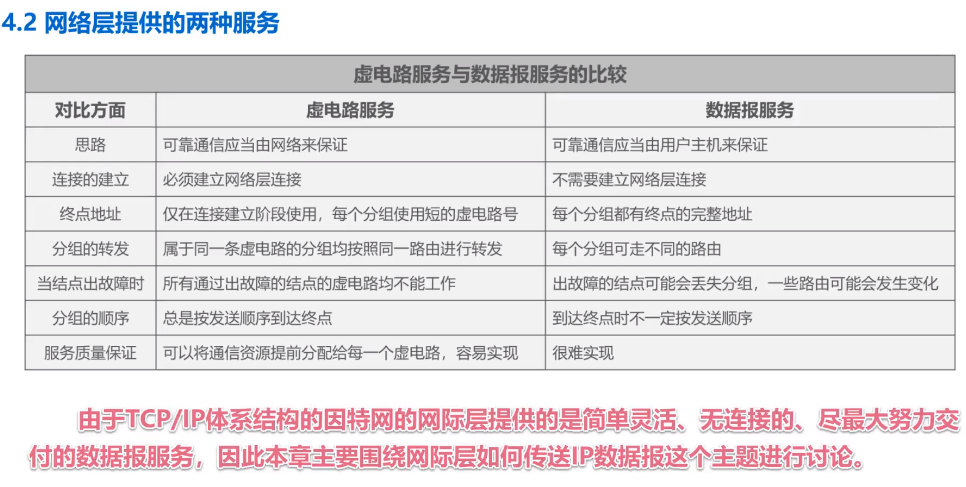 4.2 网络层提供的两种服务
虚电路服务与数据报服务的比较
对比方面 虚电路服务 数据报服务
思路 可靠通信应当由网络来保证 可靠通信应当由用户主机来保证
连接的建立 必须建立网络层连接 不需要建立网络层连接
终点地址 仅在连接建立阶段使用，每个分组使用短的虚电路号 每个分组都有终点的完整地址
分组的转发 属于同一条虚电路的分组均按照同一路由进行转发 每个分组可走不同的路由
当结点出故障时 所有通过出故障的结点的虚电路均不能工作 出故障的结点可能会丢失分组，一些路由可能会发生变化
分组的顺序 总是按发送顺序到达终点 到达终点时不一定按发送顺序
服务质量保证 可以将通信资源提前分配给每一个虚电路，容易实现 很难实现
由于TCP/IP体系结构的因特网的网际层提供的是简单灵活、无连接的、尽最大努力交
付的数据报服务，因此本章主要围绕网际层如何传送IP数据报这个主题进行讨论。